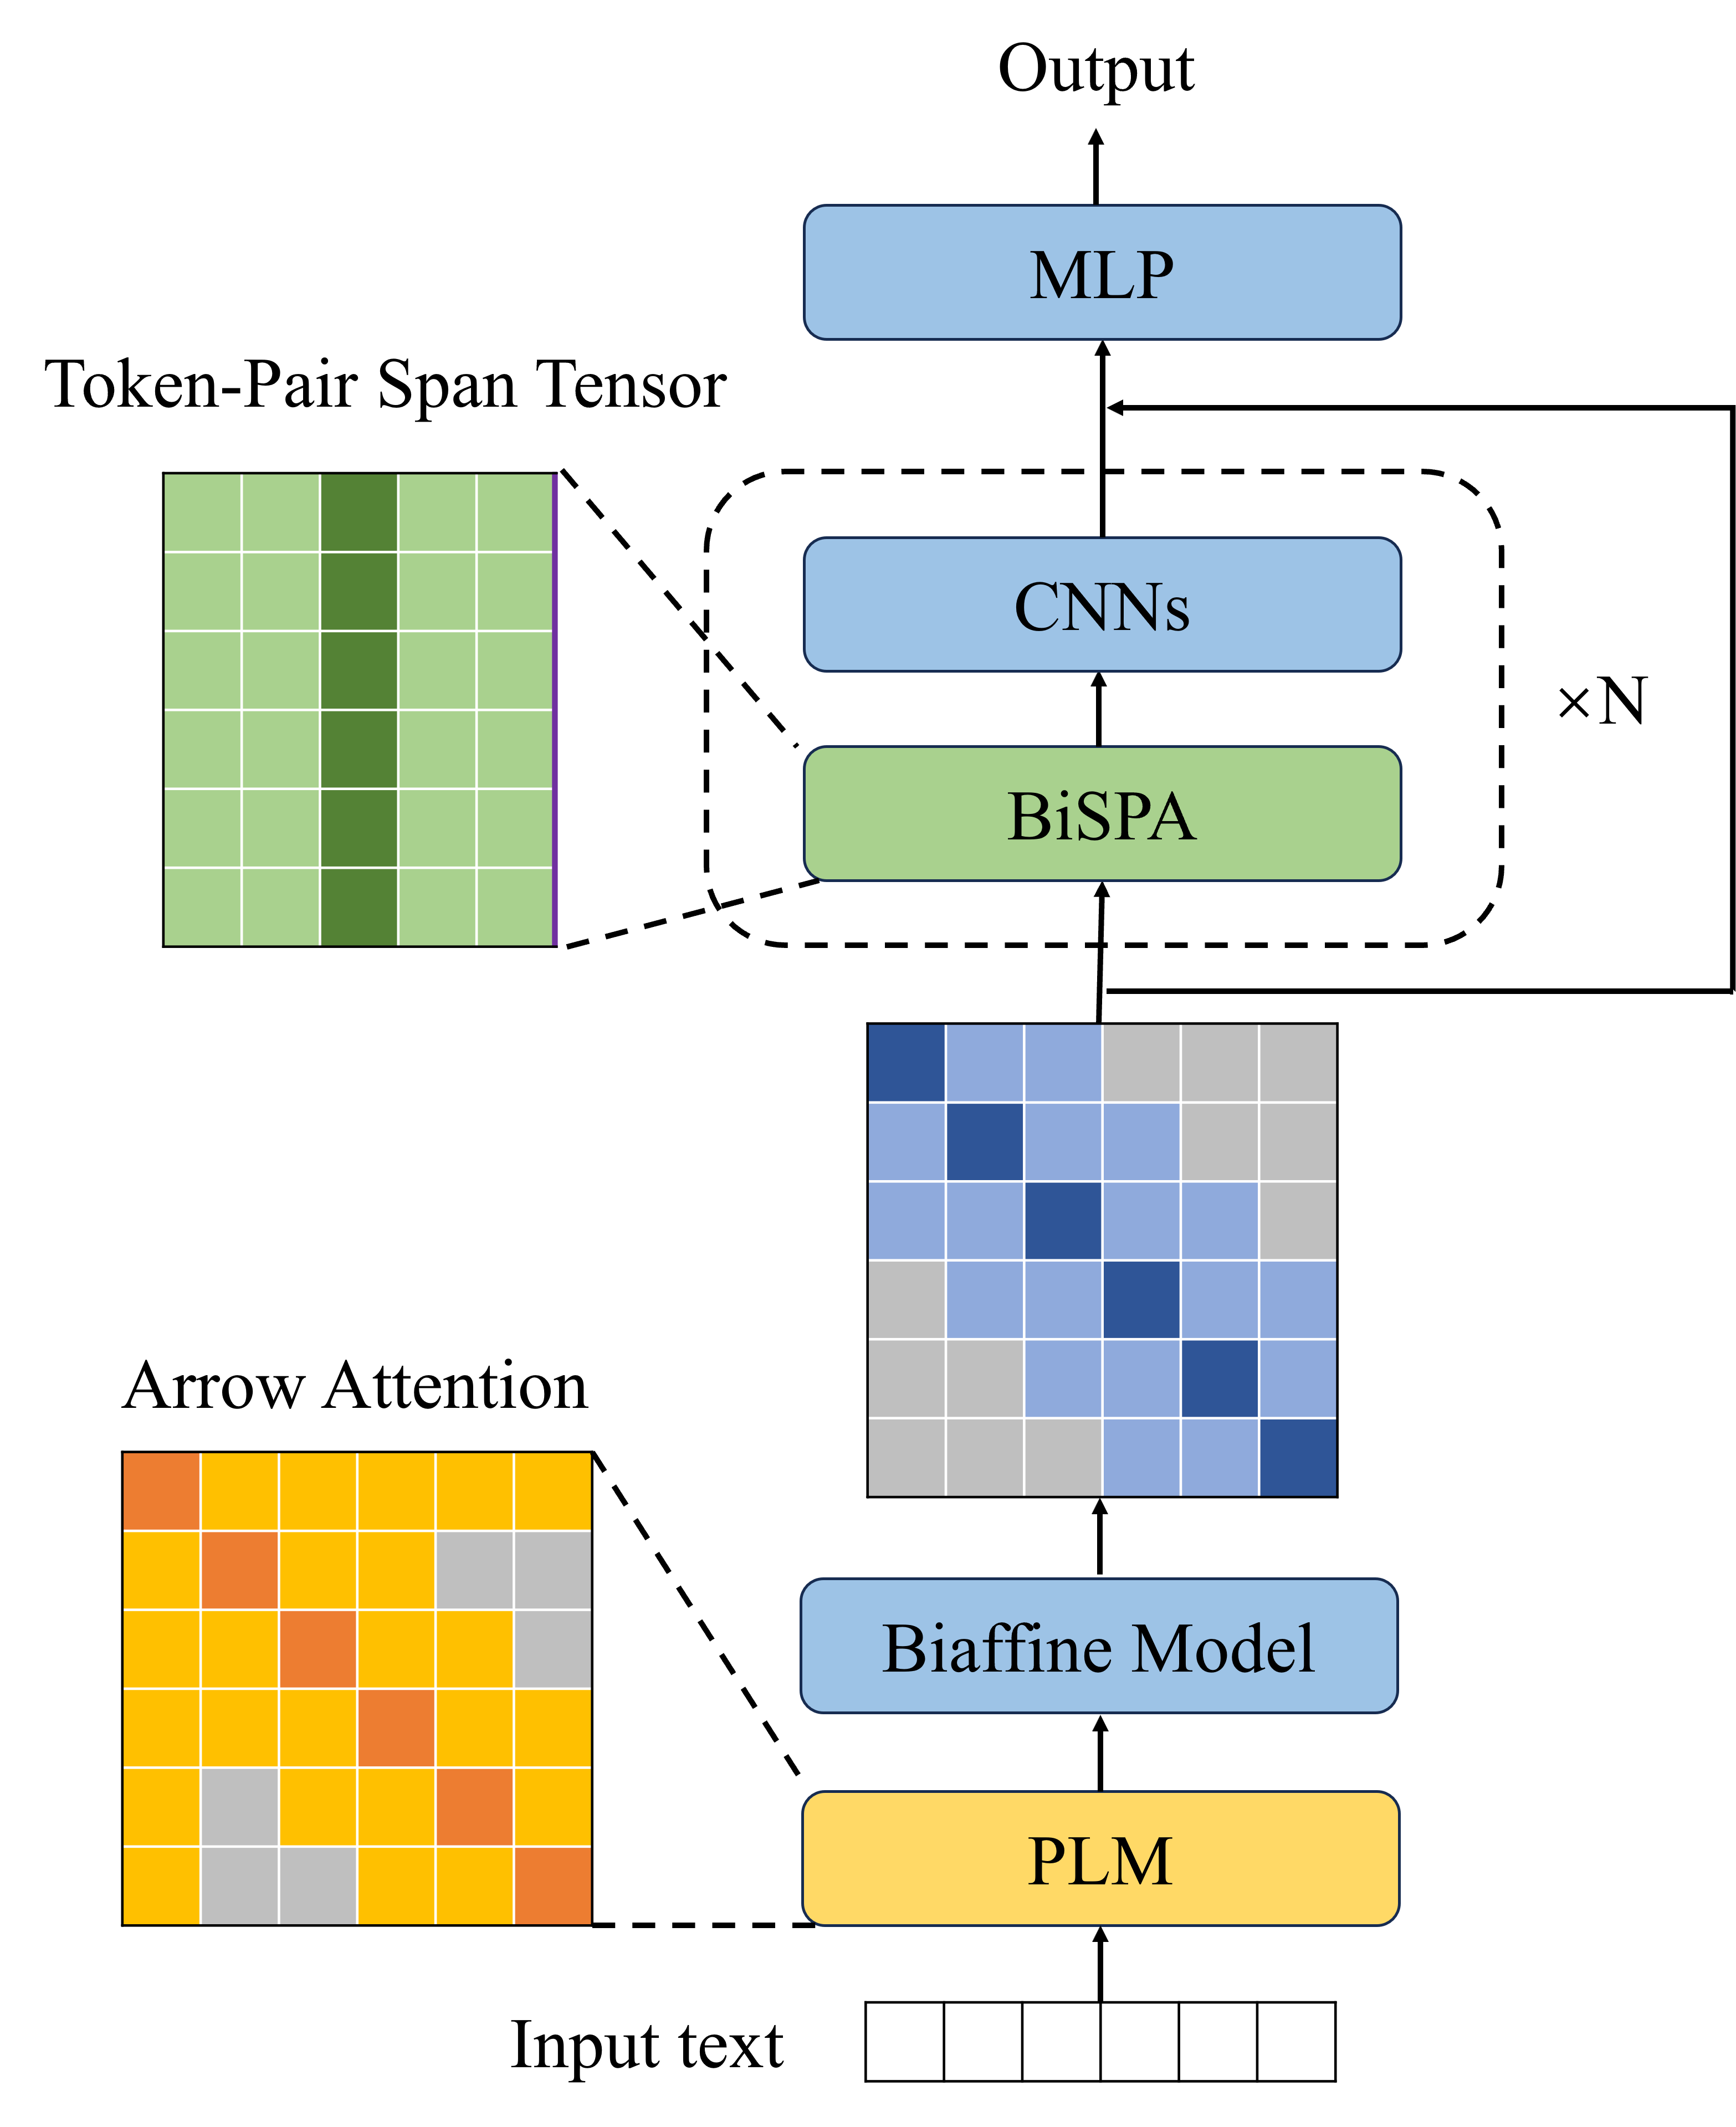 Output
MLP
Token-Pair Span Tensor
CNNs
×N
BiSPA
Arrow Attention
Biaffine Model
PLM
Input text